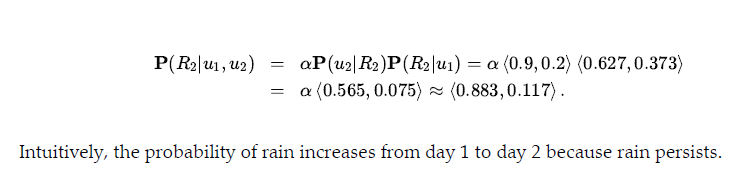 P(R₂|u₁, u₂) = αP(u₂|R₂)P(R₂|u₁) = α ⟨0.9, 0.2⟩ ⟨0.627, 0.373⟩
= α ⟨0.565, 0.075⟩ ≈ ⟨0.883, 0.117⟩ .
Intuitively, the probability of rain increases from day 1 to day 2 because rain persists.